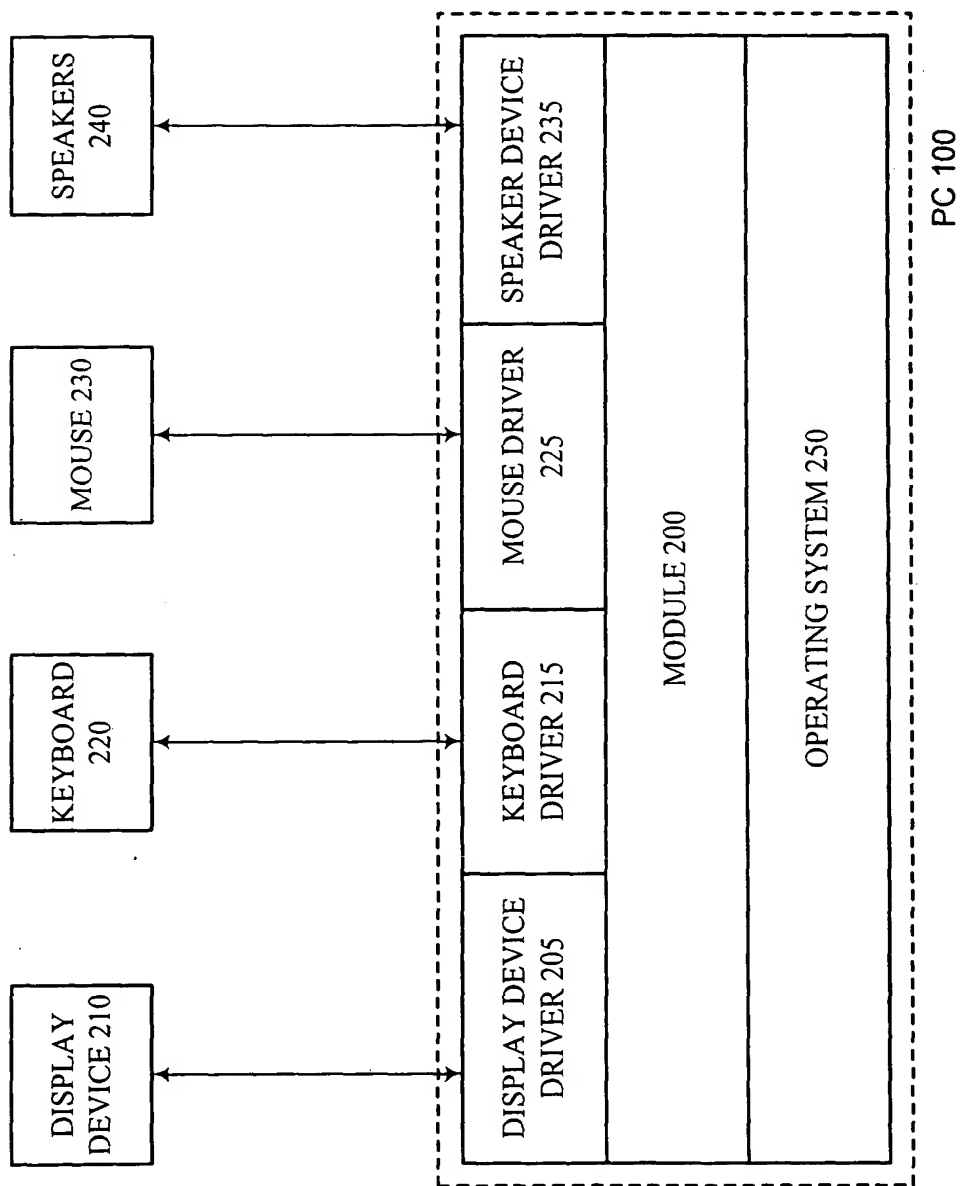 DISPLAY
DEVICE 210
KEYBOARD
220
MOUSE 230
SPEAKERS
240
DISPLAY DEVICE
DRIVER 205
KEYBOARD
DRIVER 215
MOUSE DRIVER
225
SPEAKER DEVICE
DRIVER 235
MODULE 200
OPERATING SYSTEM 250
PC 100